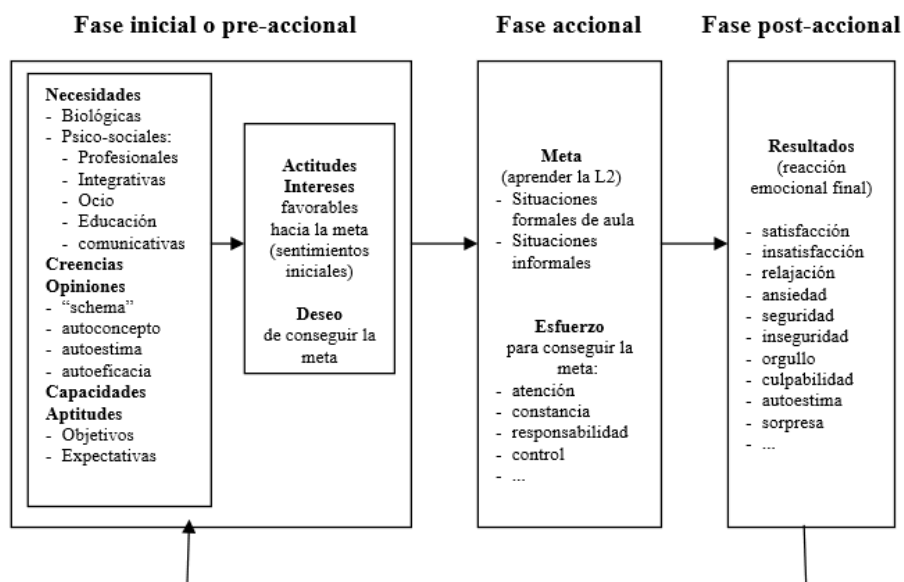 Fase inicial o pre-accional
Necesidades
- Biológicas
- Psico-sociales:
- Profesionales
- Integrativas
- Ocio
- Educación
- comunicativas
Creencias
Opiniones
- “schema”
- autoconcepto
- autoestima
- autoeficacia
Capacidades
Aptitudes
- Objetivos
- Expectativas
Actitudes
Intereses
favorables
hacia la meta
(sentimientos
iniciales)
Deseo
de conseguir la
meta
Fase accional
Meta
(aprender la L2)
- Situaciones
formales de aula
- Situaciones
informales
Esfuerzo
para conseguir la
meta:
- atención
- constancia
- responsabilidad
- control
- ...
Fase post-accional
Resultados
(reacción
emocional final)
- satisfacción
- insatisfacción
- relajación
- ansiedad
- seguridad
- inseguridad
- orgullo
- culpabilidad
- autoestima
- sorpresa
- ...